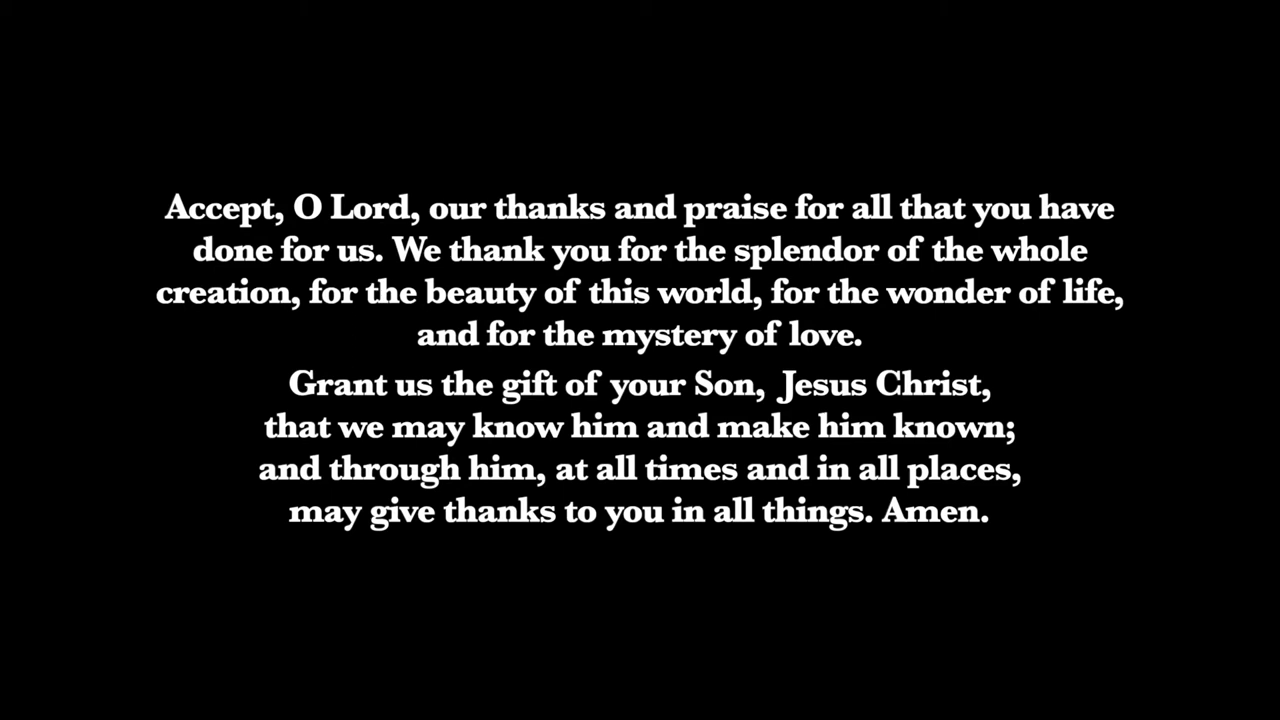 Accept, O Lord, our thanks and praise for all that you have
done for us. We thank you for the splendor of the whole
creation, for the beauty of this world, for the wonder of life,
and for the mystery of love.
Grant us the gift of your Son, Jesus Christ,
that we may know him and make him known;
and through him, at all times and in all places,
may give thanks to you in all things. Amen.